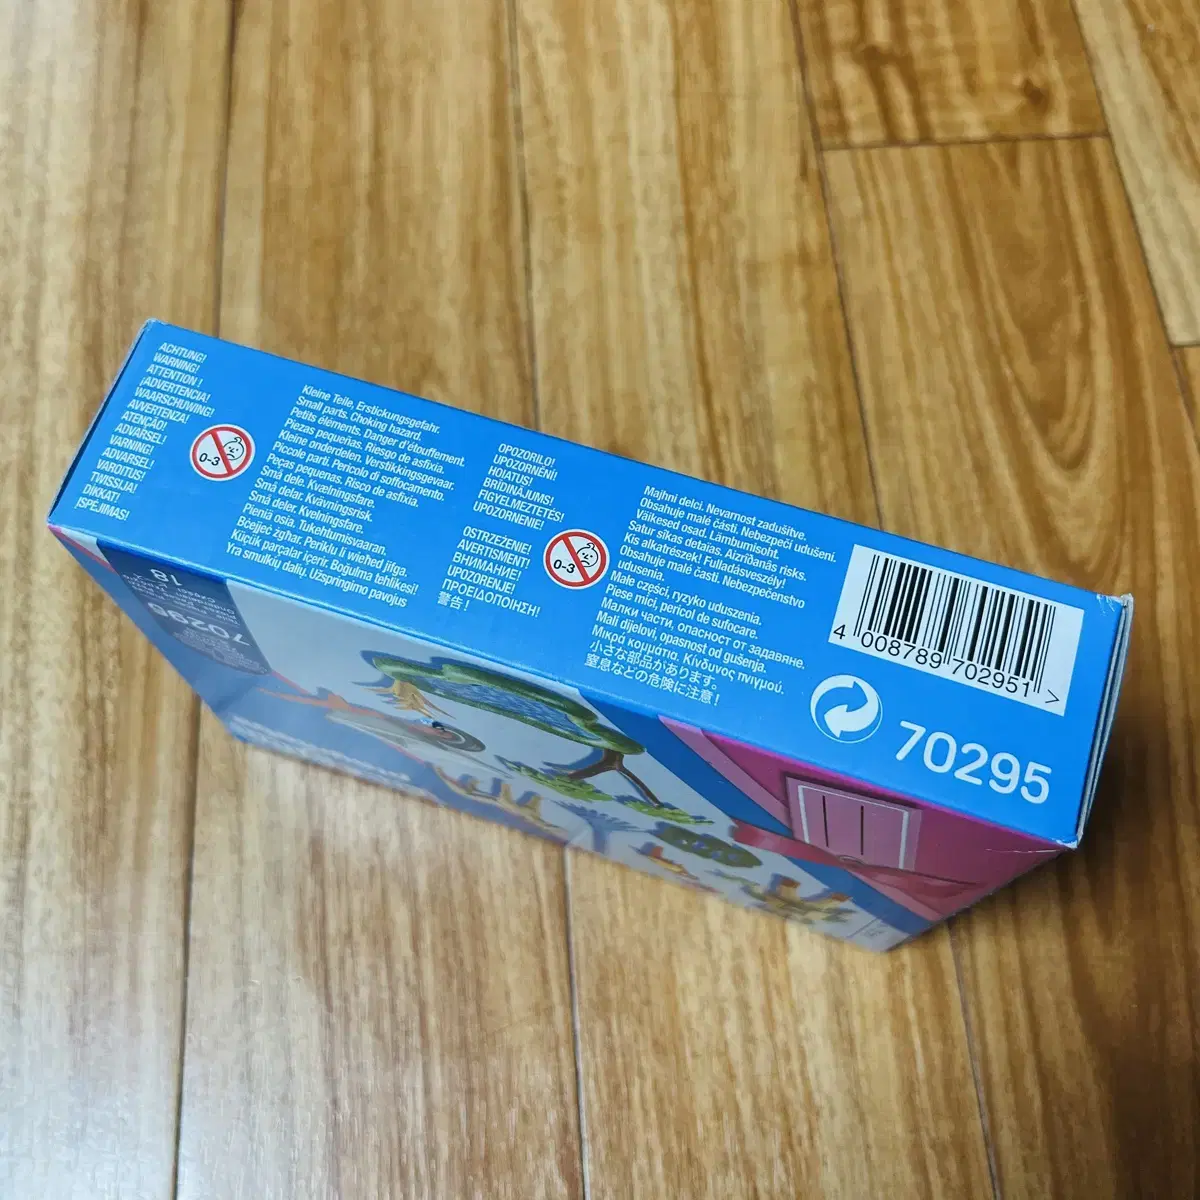 ACHTUNG!
WARNING!
ATTENTION !
¡ADVERTENCIA!
WAARSCHUWING!
AVVERTENZA!
ATENÇÃO!
ADVARSEL!
VARNING!
ADVARSEL!
VAROITUS!
TWISSIJA!
DIKKAT!
ĮSPĖJIMAS!
0-3
Kleine Teile, Erstickungsgefahr.
Small parts. Choking hazard.
Petits éléments. Danger d'étouffement.
Piezas pequeñas. Riesgo de asfixia.
Kleine onderdelen. Verstikkingsgevaar.
Piccole parti. Pericolo di soffocamento.
Peças pequenas. Risco de asfixia.
Små dele. Kvælningsfare.
Små delar. Kvävningsrisk.
Små deler. Kvelningsfare.
Pieniä osia. Tukehtumisvaaran.
Bċejjeċ żgħar. Periklu li wieħed jifga.
Küçük parçalar içerir. Boğulma tehlikesi!
Yra smulkių dalių. Užspringimo pavojus
OPOZORILO!
UPOZORNĚNÍ!
HOIATUS!
BRĪDINĀJUMS!
FIGYELMEZTETÉS!
UPOZORNENIE!
OSTRZEŻENIE!
AVERTISMENT!
ВНИМАНИЕ!
UPOZORENJE!
ΠΡΟΕΙΔΟΠΟΙΗΣΗ!
警告!
0-3
Majhni delci. Nevarnost zadušitve.
Obsahuje malé části. Nebezpečí udušení.
Väikesed osad. Lämbumisoht.
Satur sīkas detaļas. Aizrīšanās risks.
Kis alkatrészek! Fulladásveszély!
Obsahuje malé časti. Nebezpečenstvo
udusenia.
Małe części, ryzyko uduszenia.
Piese mici, pericol de sufocare.
Малки части, опасност от задавяне.
Mali dijelovi, opasnost od gušenja.
Μικρά κομμάτια. Κίνδυνος πνιγμού.
小さな部品があります。
窒息などの危険に注意!
4 008789 702951 >
70295
70295
18